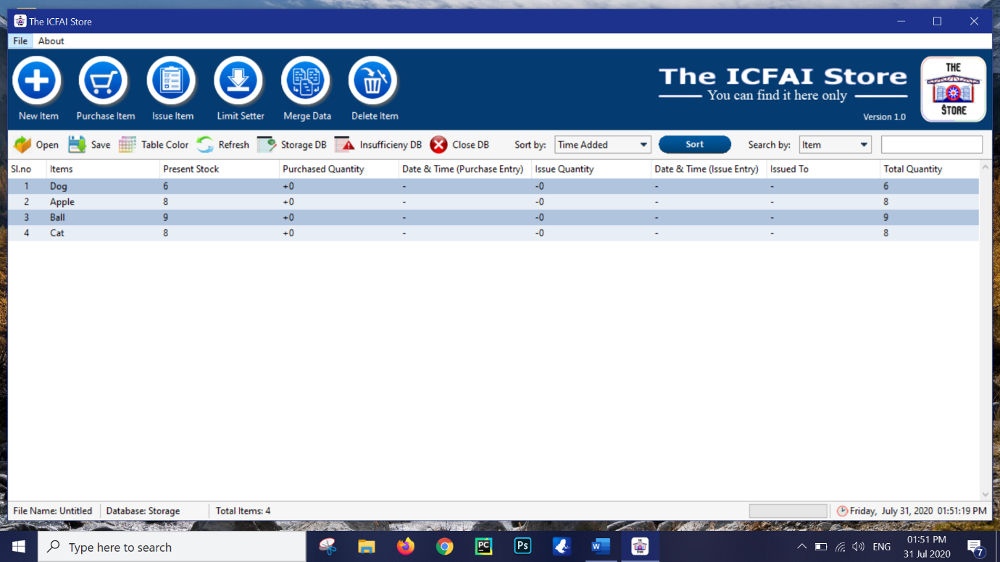 The ICFAI Store
File About
The ICFAI Store
You can find it here only
Version 1.0
THE
STORE
New Item Purchase Item Issue Item Limit Setter Merge Data Delete Item
Open Save Table Color Refresh Storage DB Insufficieny DB Close DB Sort by: Time Added Sort Search by: Item
Sl.no Items Present Stock Purchased Quantity Date & Time (Purchase Entry) Issue Quantity Date & Time (Issue Entry) Issued To Total Quantity
1 Dog 6 +0 - -0 - - 6
2 Apple 8 +0 - -0 - - 8
3 Ball 9 +0 - -0 - - 9
4 Cat 8 +0 - -0 - - 8
File Name: Untitled Database: Storage Total Items: 4 Friday, July 31, 2020 01:51:19 PM
Type here to search PC Ps W ENG 01:51 PM
31 Jul 2020 7